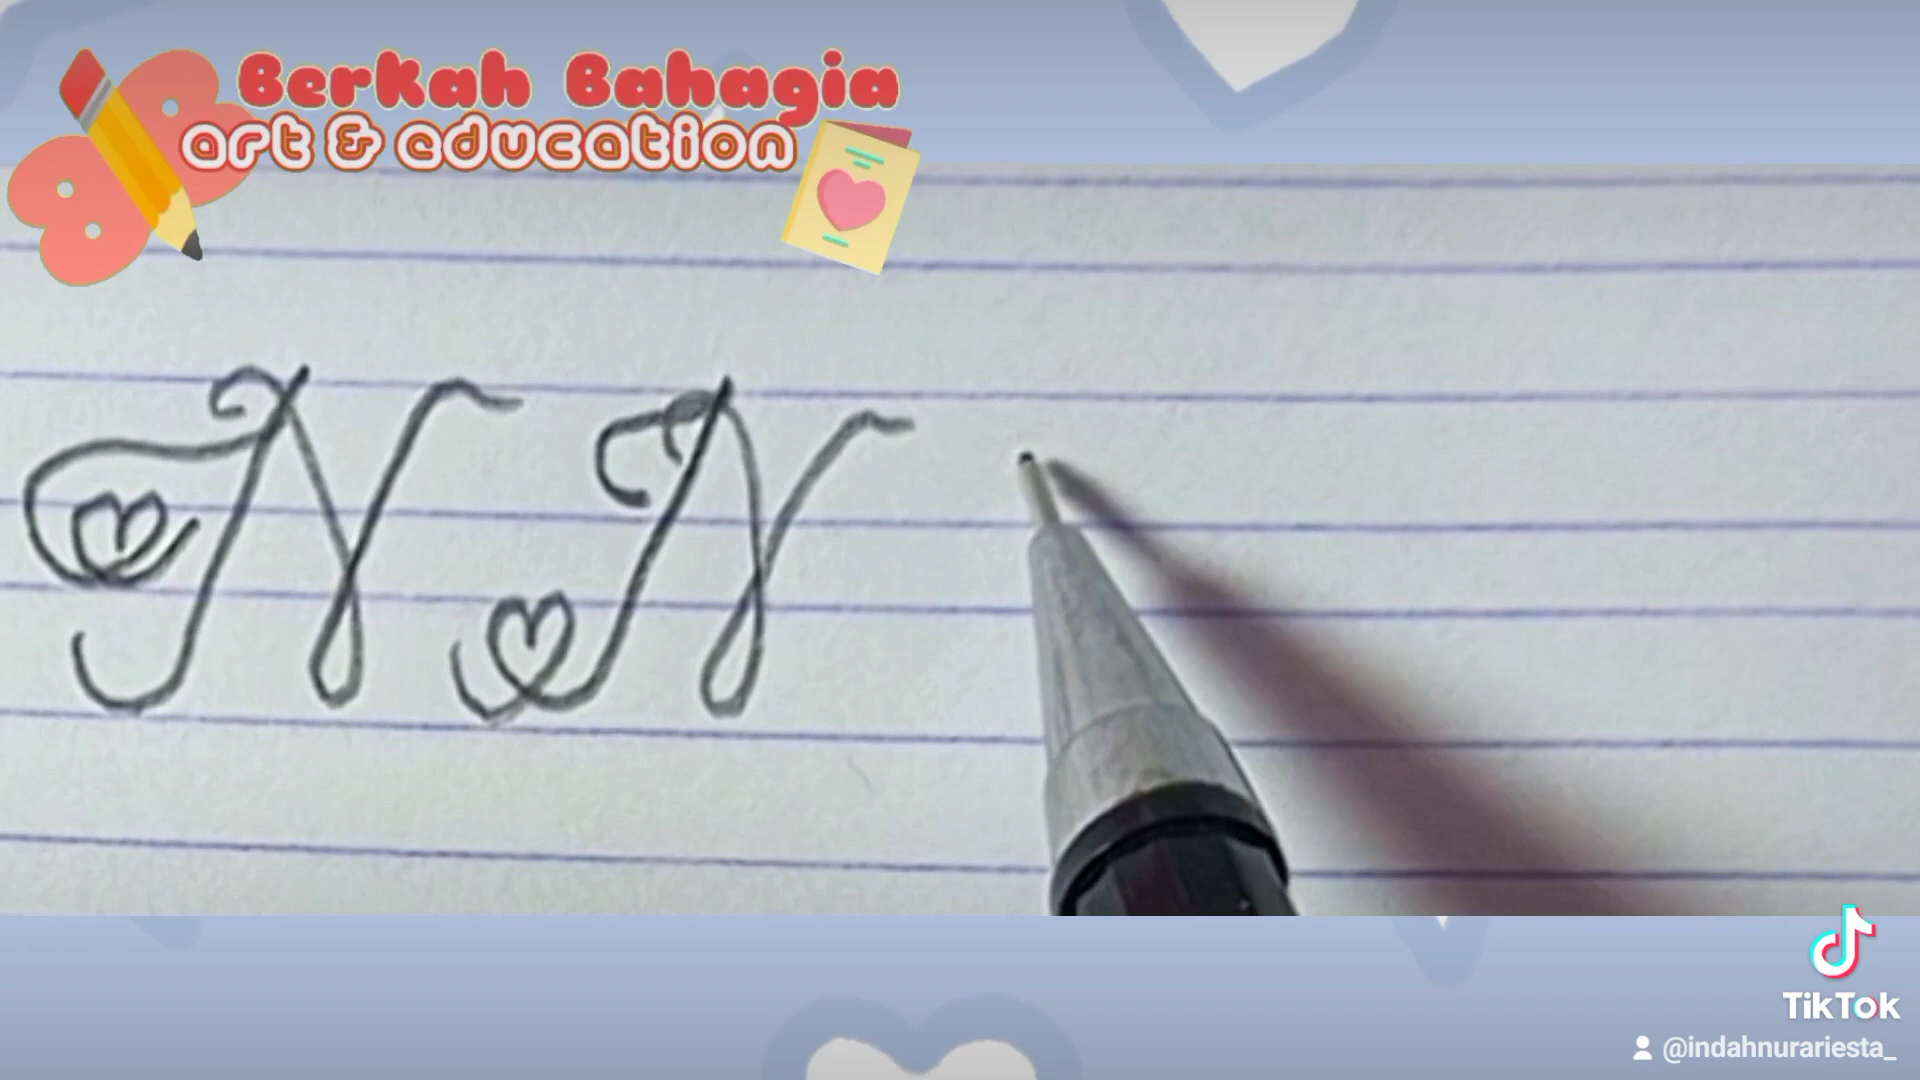 Berkah Bahagia
art & education
N N
TikTok
@indahnurariesta_